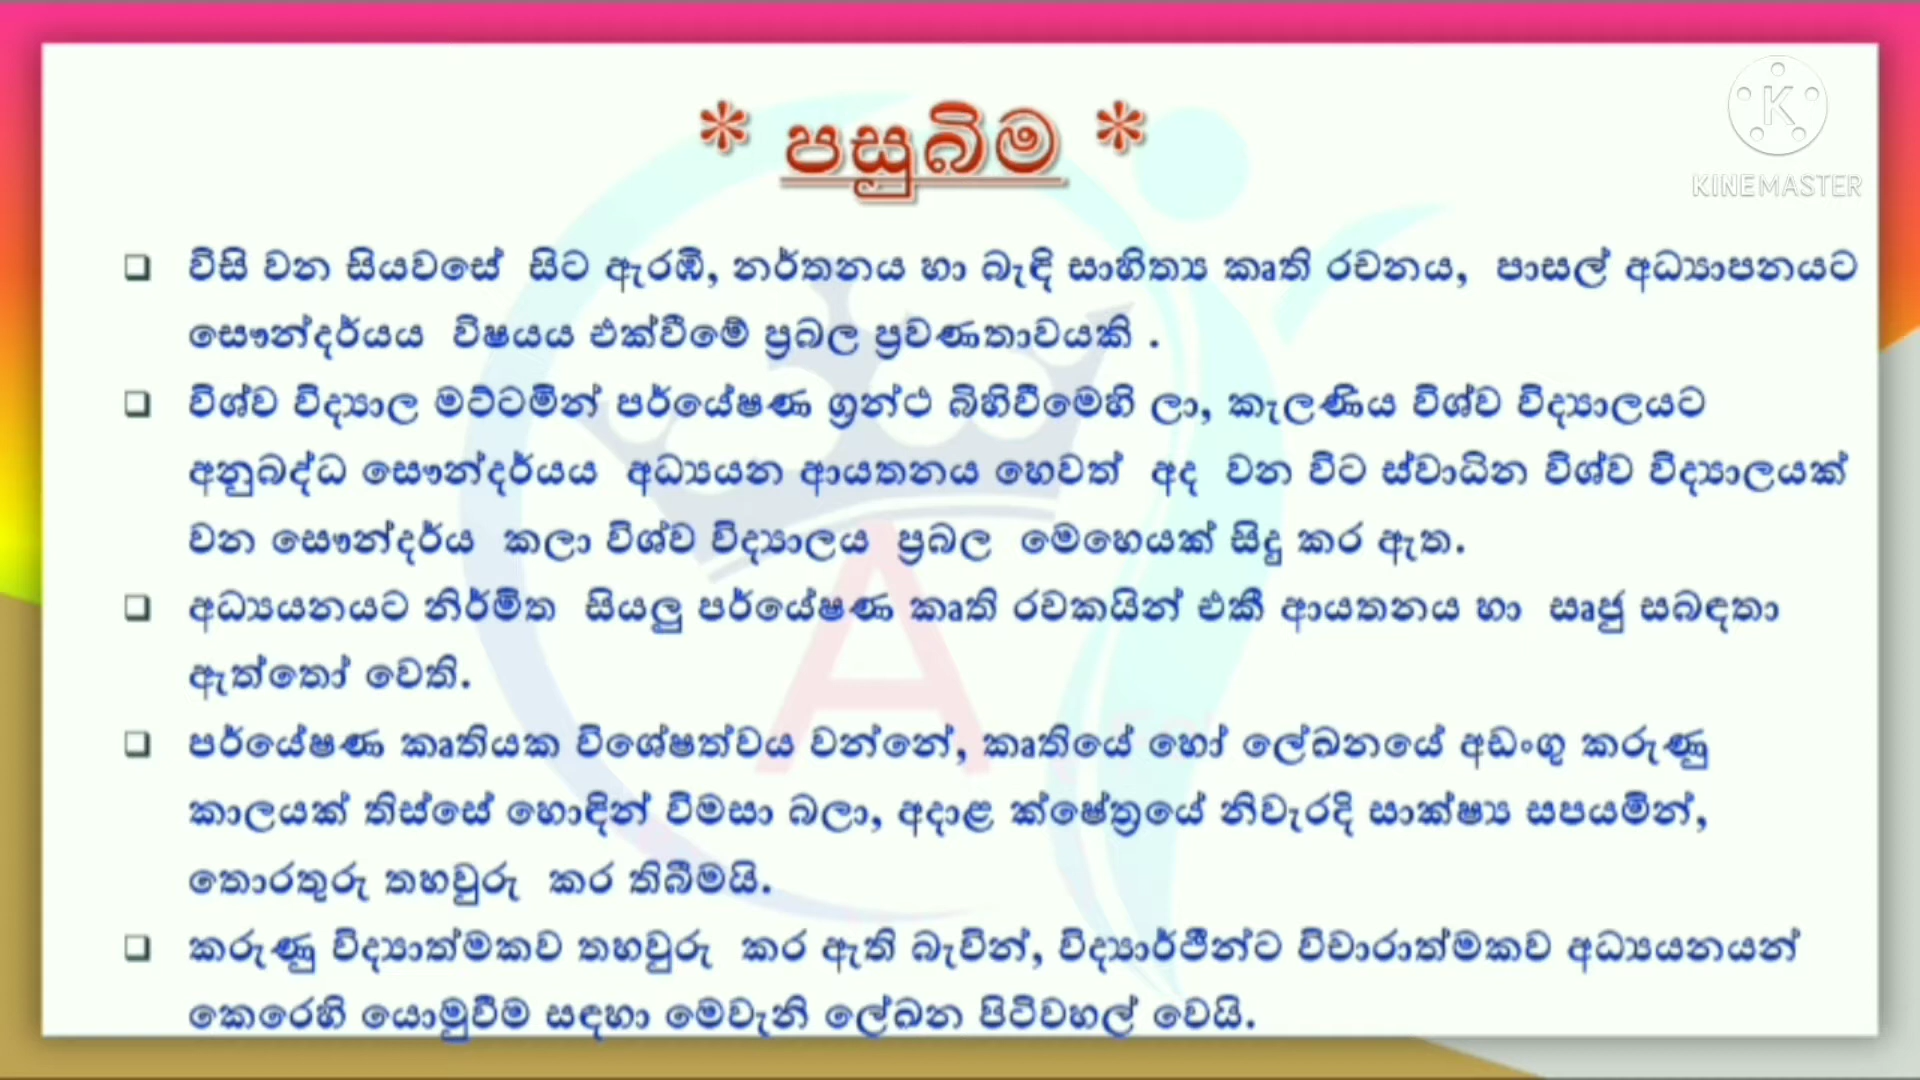 * පසුබිම *
KINEMASTER
❑ විසි වන සියවසේ සිට ඇරඹී, නර්තනය හා බැඳි සාහිත්‍ය කෘති රචනය, පාසල් අධ්‍යාපනයට
සෞන්දර්යය විෂයය එක්වීමේ ප්‍රබල ප්‍රවණතාවයකි .
❑ විශ්ව විද්‍යාල මට්ටමින් පර්යේෂණ ග්‍රන්ථ බිහිවීමෙහි ලා, කැලණිය විශ්ව විද්‍යාලයට
අනුබද්ධ සෞන්දර්යය අධ්‍යයන ආයතනය හෙවත් අද වන විට ස්වාධින විශ්ව විද්‍යාලයක්
වන සෞන්දර්ය කලා විශ්ව විද්‍යාලය ප්‍රබල මෙහෙයක් සිදු කර ඇත.
❑ අධ්‍යයනයට නිර්මිත සියලු පර්යේෂණ කෘති රචකයින් එකී ආයතනය හා සෘජු සබඳතා
ඇත්තෝ වෙති.
❑ පර්යේෂණ කෘතියක විශේෂත්වය වන්නේ, කෘතියේ හෝ ලේඛනයේ අඩංගු කරුණු
කාලයක් තිස්සේ හොඳින් විමසා බලා, අදාළ ක්ෂේත්‍රයේ නිවැරදි සාක්ෂ්‍ය සපයමින්,
තොරතුරු තහවුරු කර තිබීමයි.
❑ කරුණු විද්‍යාත්මකව තහවුරු කර ඇති බැවින්, විද්‍යාර්ථීන්ට විචාරාත්මකව අධ්‍යයනයන්
කෙරෙහි යොමුවීම සඳහා මෙවැනි ලේඛන පිටිවහල් වෙයි.